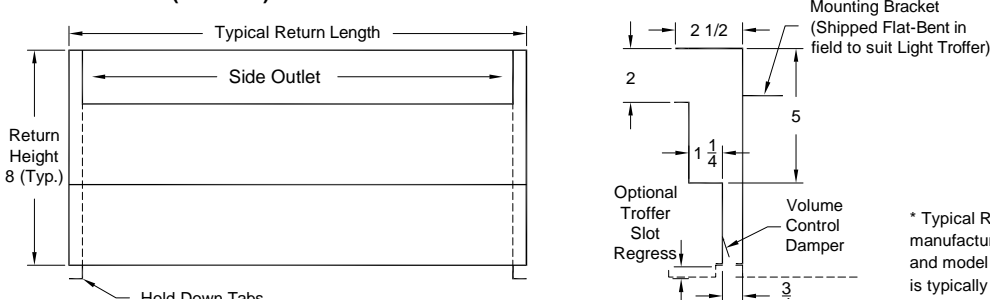 Typical Return Length
Side Outlet
Return
Height
8 (Typ.)
Hold Down Tabs
Mounting Bracket
(Shipped Flat-Bent in
field to suit Light Troffer)
2 1/2
2
5
1 1/4
Optional
Troffer
Slot
Regress
Volume
Control
Damper
3
* Typical R
manufactur
and model
is typically